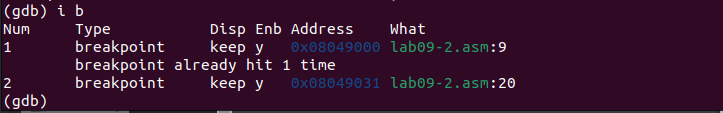 (gdb) i b
Num     Type           Disp Enb Address    What
1       breakpoint     keep y   0x08049000 lab09-2.asm:9
        breakpoint already hit 1 time
2       breakpoint     keep y   0x08049031 lab09-2.asm:20
(gdb)